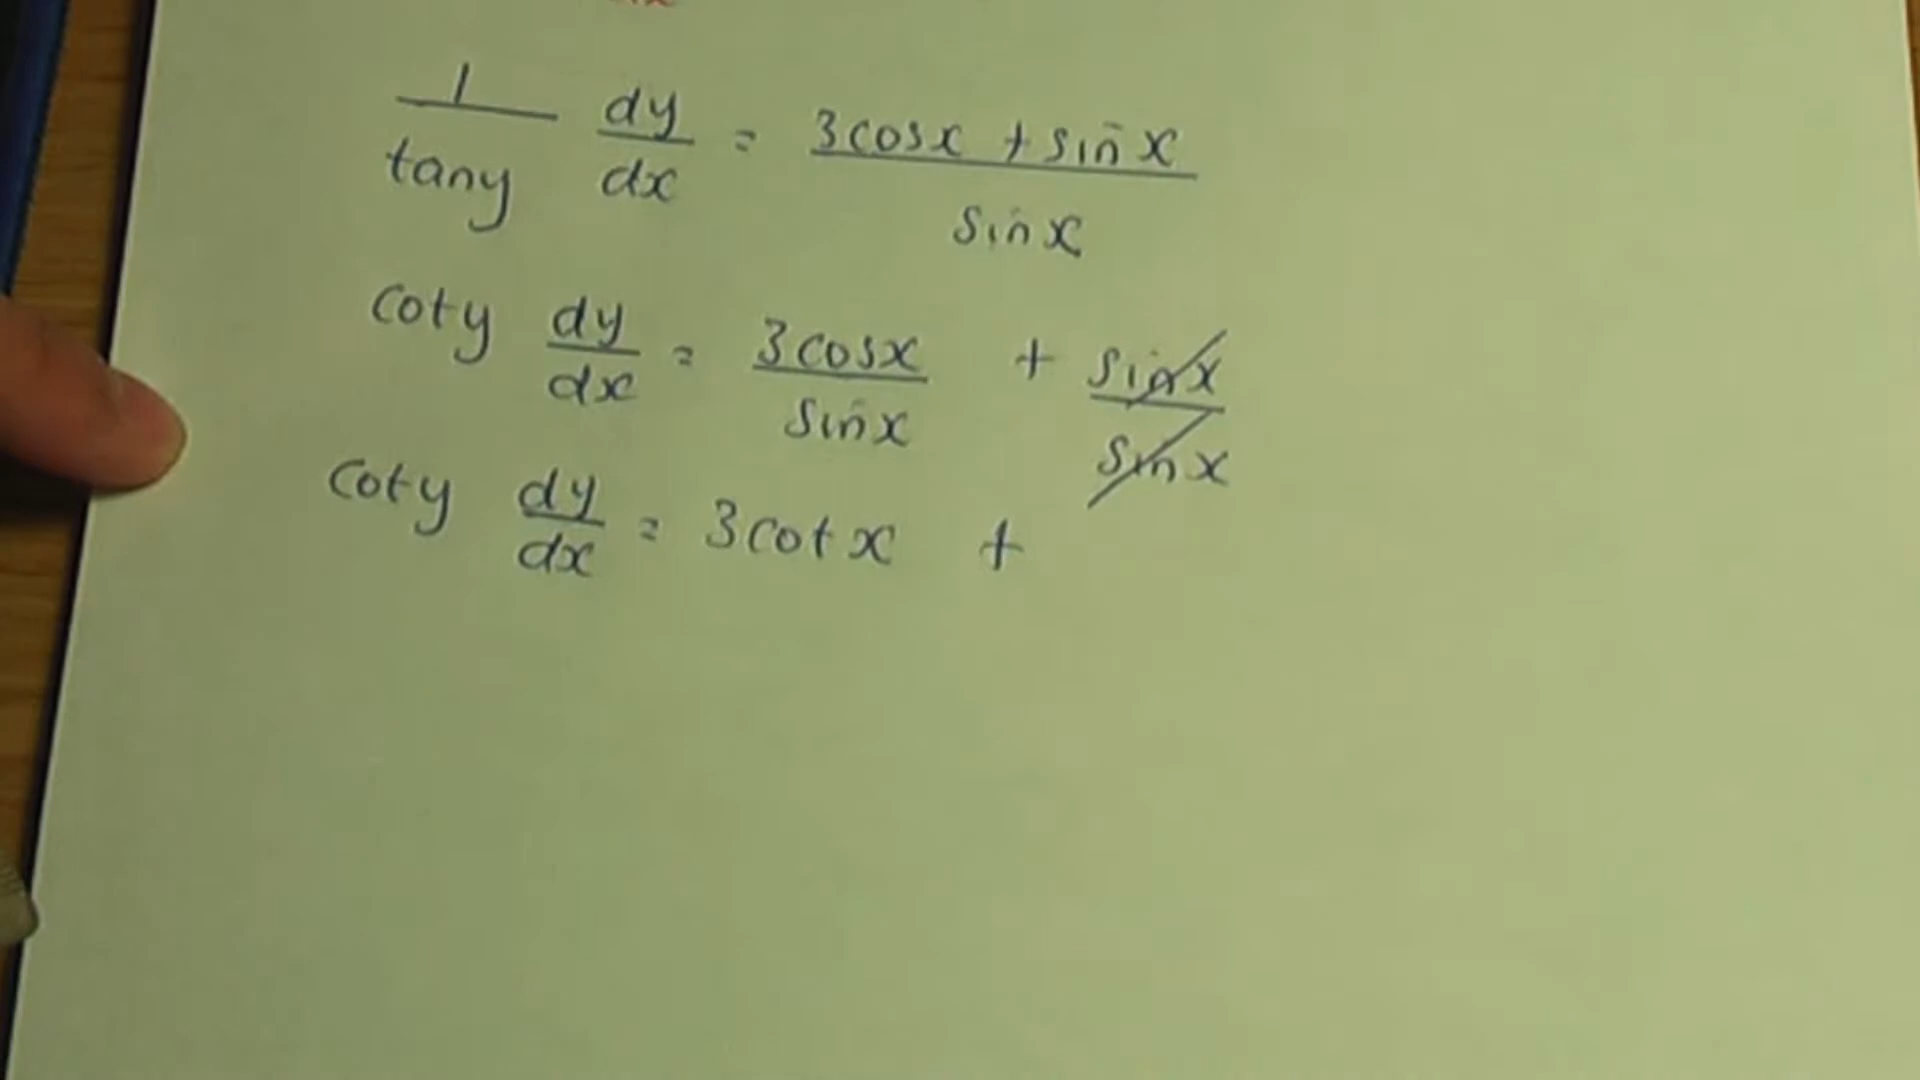 1/tany dy/dx = (3cosx + sinx)/sinx
coty dy/dx = 3cosx/sinx + sinx/sinx
coty dy/dx = 3cotx +